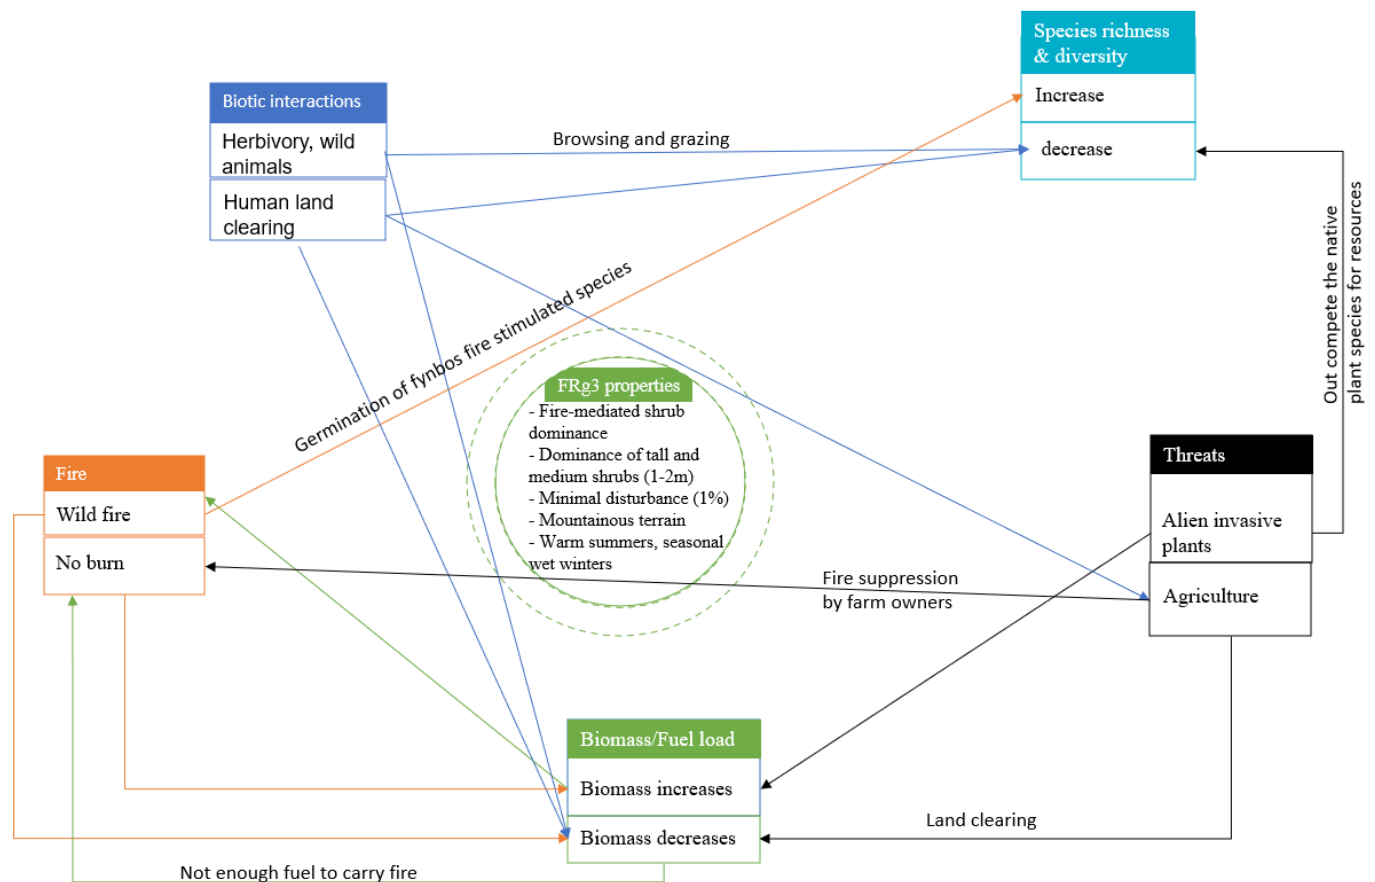 Species richness
& diversity
Increase
decrease
Biotic interactions
Herbivory, wild
animals
Human land
clearing
Browsing and grazing
Out compete the native
plant species for resources
Germination of fynbos fire stimulated species
FRg3 properties
- Fire-mediated shrub
dominance
- Dominance of tall and
medium shrubs (1-2m)
- Minimal disturbance (1%)
- Mountainous terrain
- Warm summers, seasonal
wet winters
Fire
Wild fire
No burn
Threats
Alien invasive
plants
Agriculture
Fire suppression
by farm owners
Biomass/Fuel load
Biomass increases
Biomass decreases
Land clearing
Not enough fuel to carry fire